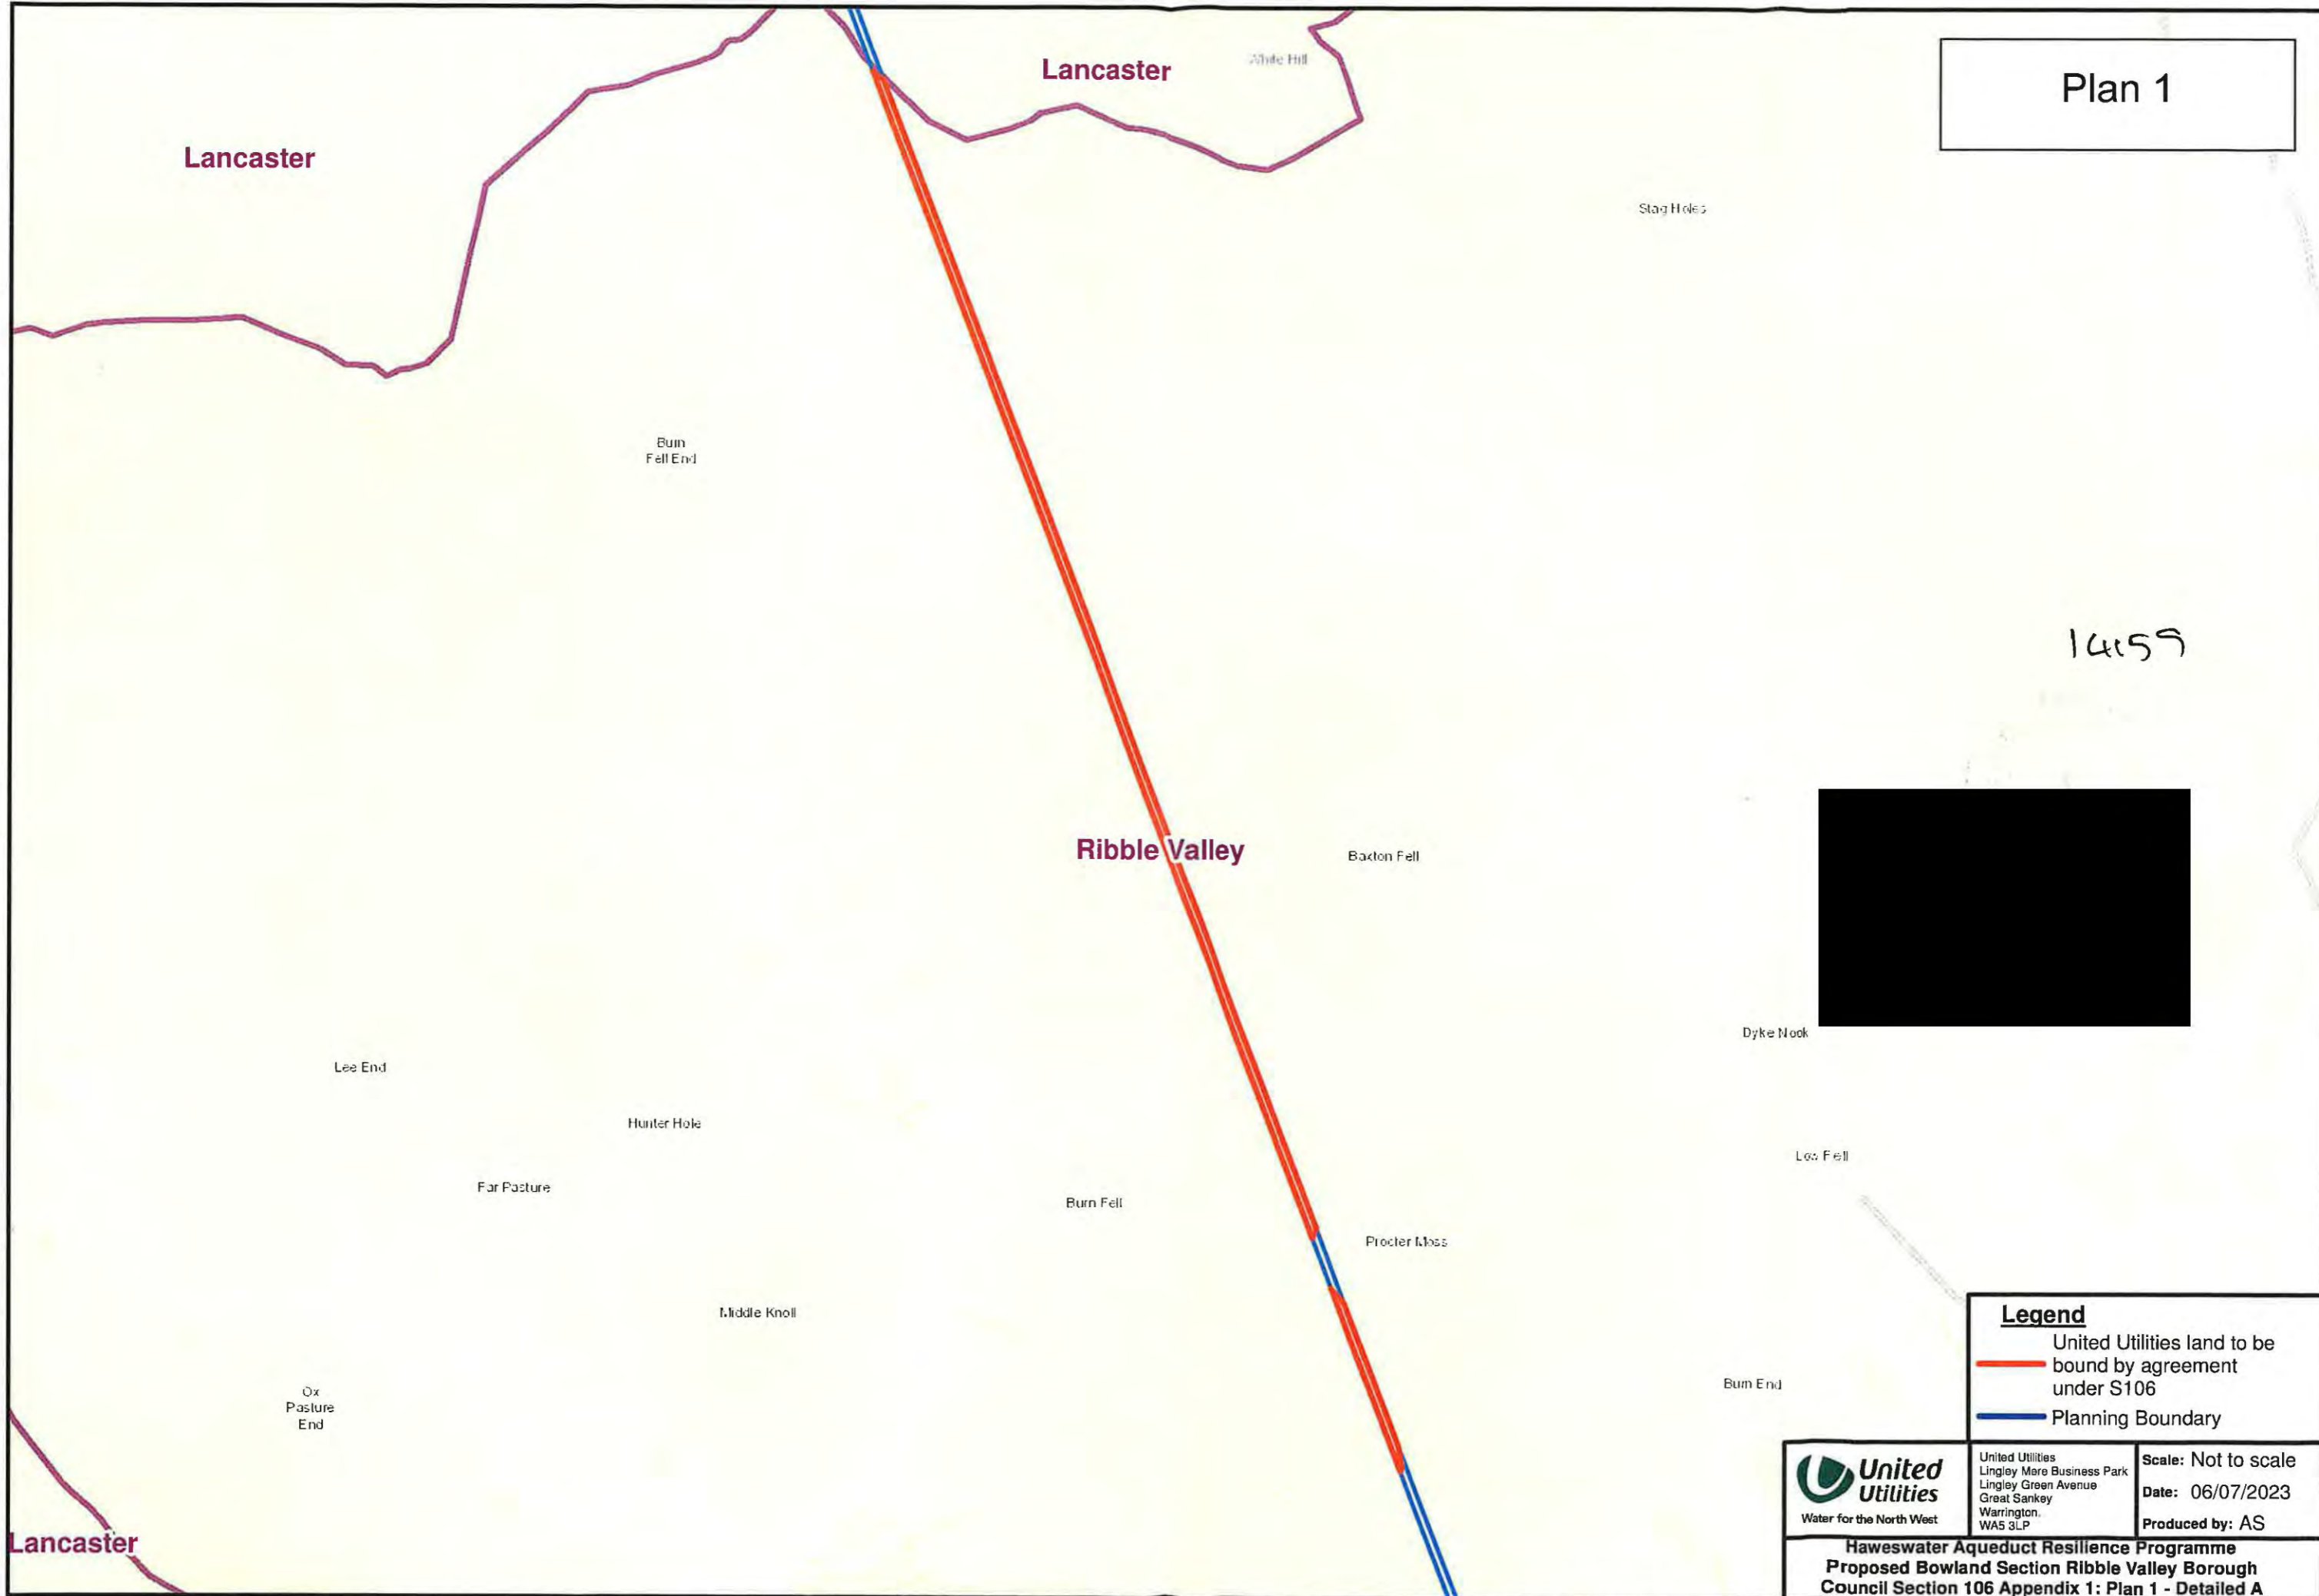 Plan 1
Lancaster
White Hill
Lancaster
Stag Holes
Burn
Fell End
14159
Ribble Valley
Baxton Fell
Dyke Nook
Lee End
Hunter Hole
Low Fell
Far Pasture
Burn Fell
Procter Moss
Middle Knoll
Burn End
Ox
Pasture
End
Lancaster
Legend
United Utilities land to be
bound by agreement
under S106
Planning Boundary
United
Utilities
Water for the North West
United Utilities
Lingley Mere Business Park
Lingley Green Avenue
Great Sankey
Warrington.
WA5 3LP
Scale: Not to scale
Date: 06/07/2023
Produced by: AS
Haweswater Aqueduct Resilience Programme
Proposed Bowland Section Ribble Valley Borough
Council Section 106 Appendix 1: Plan 1 - Detailed A